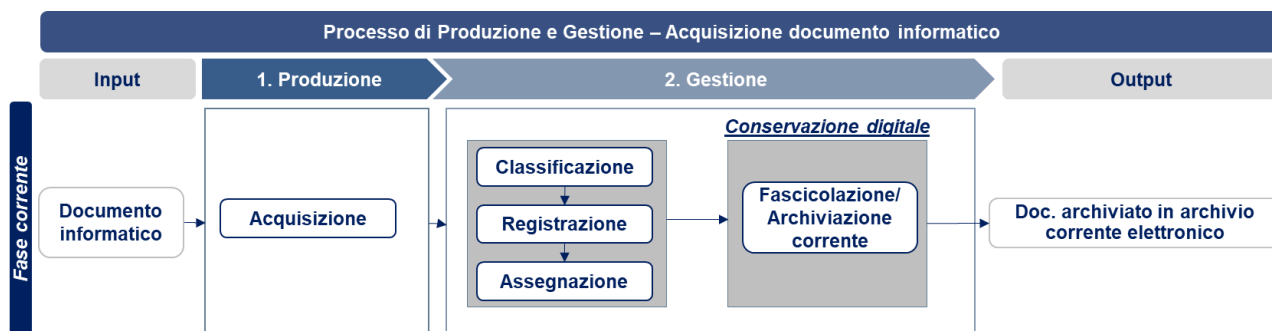 Processo di Produzione e Gestione – Acquisizione documento informatico
Input
1. Produzione
2. Gestione
Output
Fase corrente
Documento
informatico
Acquisizione
Classificazione
Registrazione
Assegnazione
Conservazione digitale
Fascicolazione/
Archiviazione
corrente
Doc. archiviato in archivio
corrente elettronico